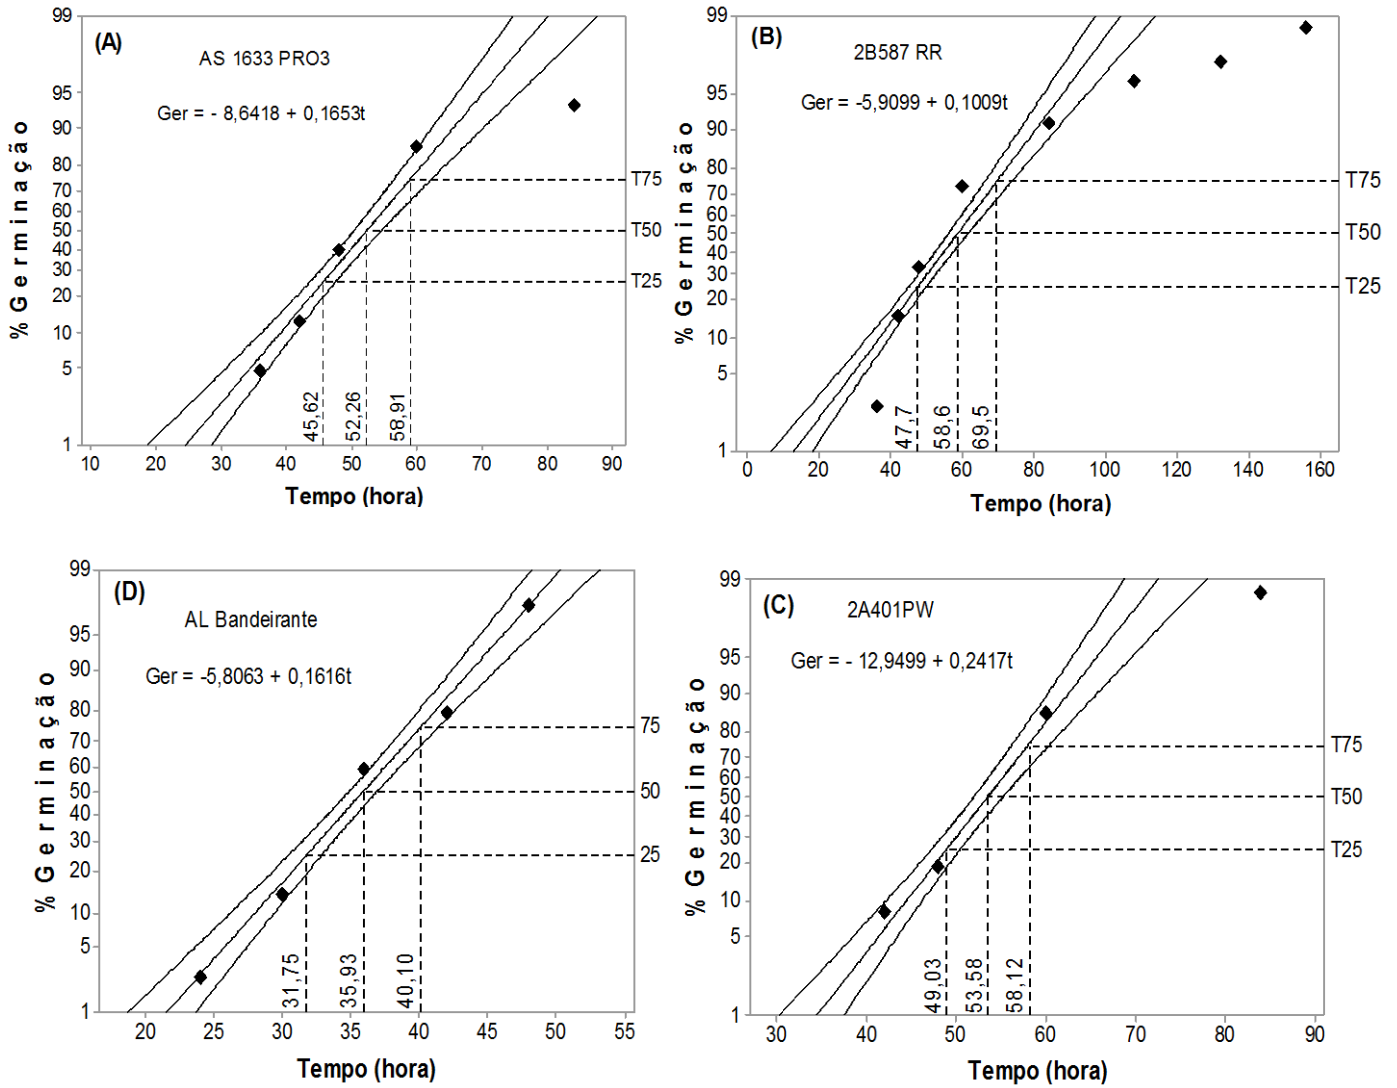 (A)
AS 1633 PRO3
Ger = - 8,6418 + 0,1653t
% Germinação
99
95
90
80
70
60
50
40
30
20
10
5
1
T75
T50
T25
45,62
52,26
58,91
10 20 30 40 50 60 70 80 90
Tempo (hora)
(B)
2B587 RR
Ger = -5,9099 + 0,1009t
% Germinação
99
95
90
80
70
60
50
40
30
20
10
5
1
T75
T50
T25
47,7
58,6
69,5
0 20 40 60 80 100 120 140 160
Tempo (hora)
(D)
AL Bandeirante
Ger = -5,8063 + 0,1616t
% Germinação
99
95
90
80
70
60
50
40
30
20
10
5
1
75
50
25
31,75
35,93
40,10
20 25 30 35 40 45 50 55
Tempo (hora)
(C)
2A401PW
Ger = - 12,9499 + 0,2417t
% Germinação
99
95
90
80
70
60
50
40
30
20
10
5
1
T75
T50
T25
49,03
53,58
58,12
30 40 50 60 70 80 90
Tempo (hora)